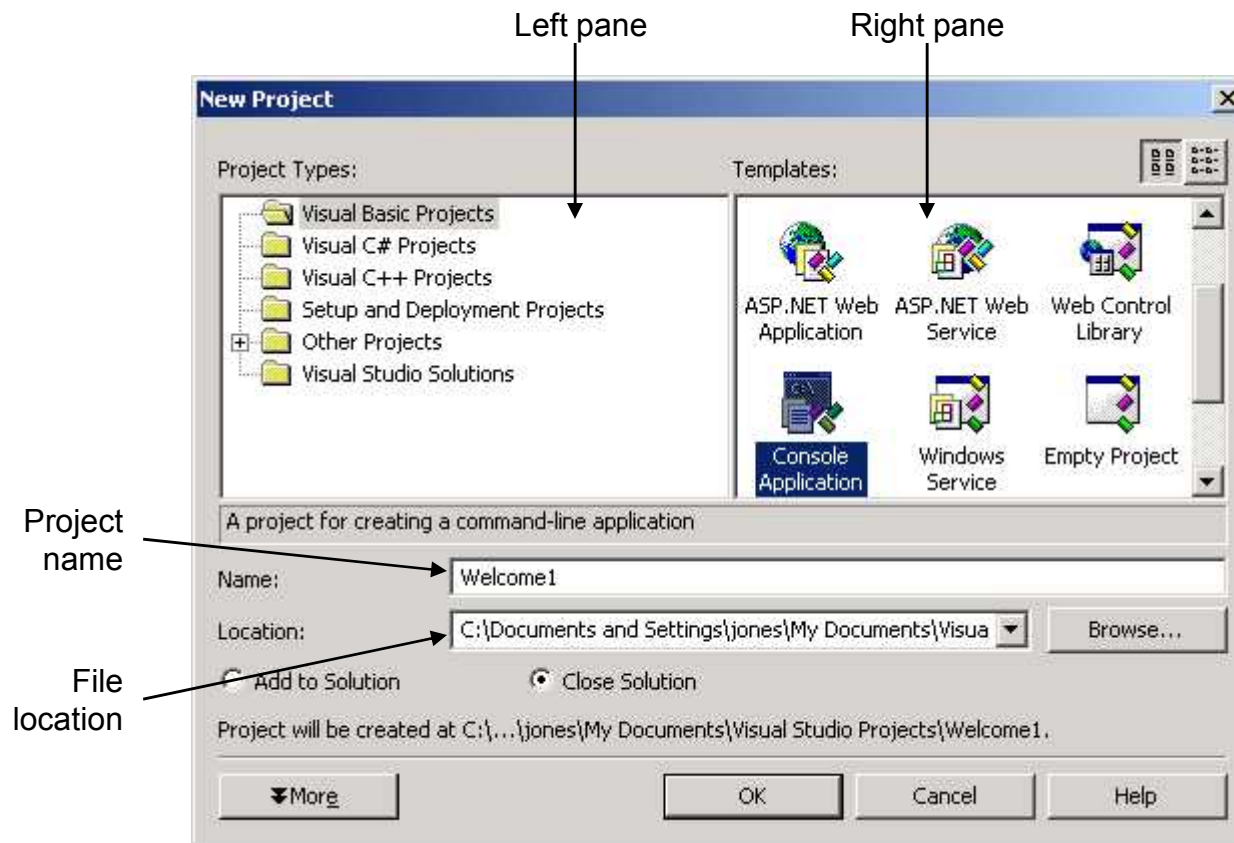 Left pane
Right pane
New Project
Project Types:
Templates:
Visual Basic Projects
Visual C# Projects
Visual C++ Projects
Setup and Deployment Projects
Other Projects
Visual Studio Solutions
ASP.NET Web
Application
ASP.NET Web
Service
Web Control
Library
Console
Application
Windows
Service
Empty Project
A project for creating a command-line application
Project
name
Name:
Welcome1
Location:
C:\Documents and Settings\jones\My Documents\Visua
Browse...
File
location
Add to Solution
Close Solution
Project will be created at C:\...\jones\My Documents\Visual Studio Projects\Welcome1.
More
OK
Cancel
Help